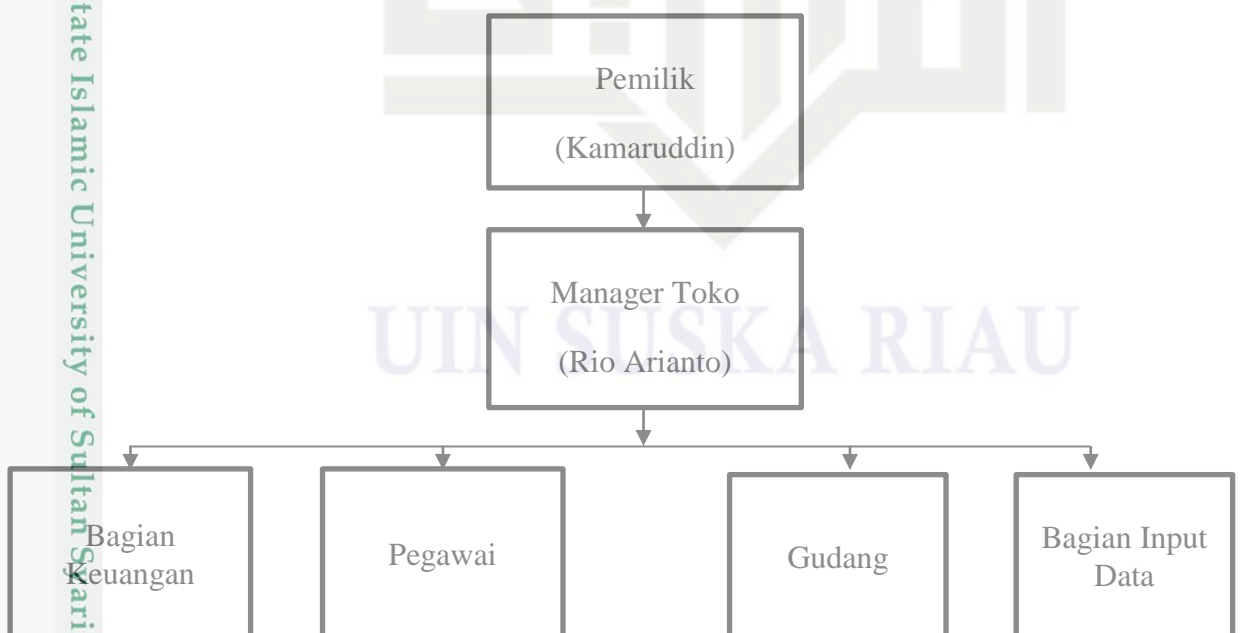 Pemilik
(Kamaruddin)
Manager Toko
(Rio Arianto)
UIN SUSKA RIAU
Bagian
Keuangan
Pegawai
Gudang
Bagian Input
Data
tate Islamic University of Sultan Syari